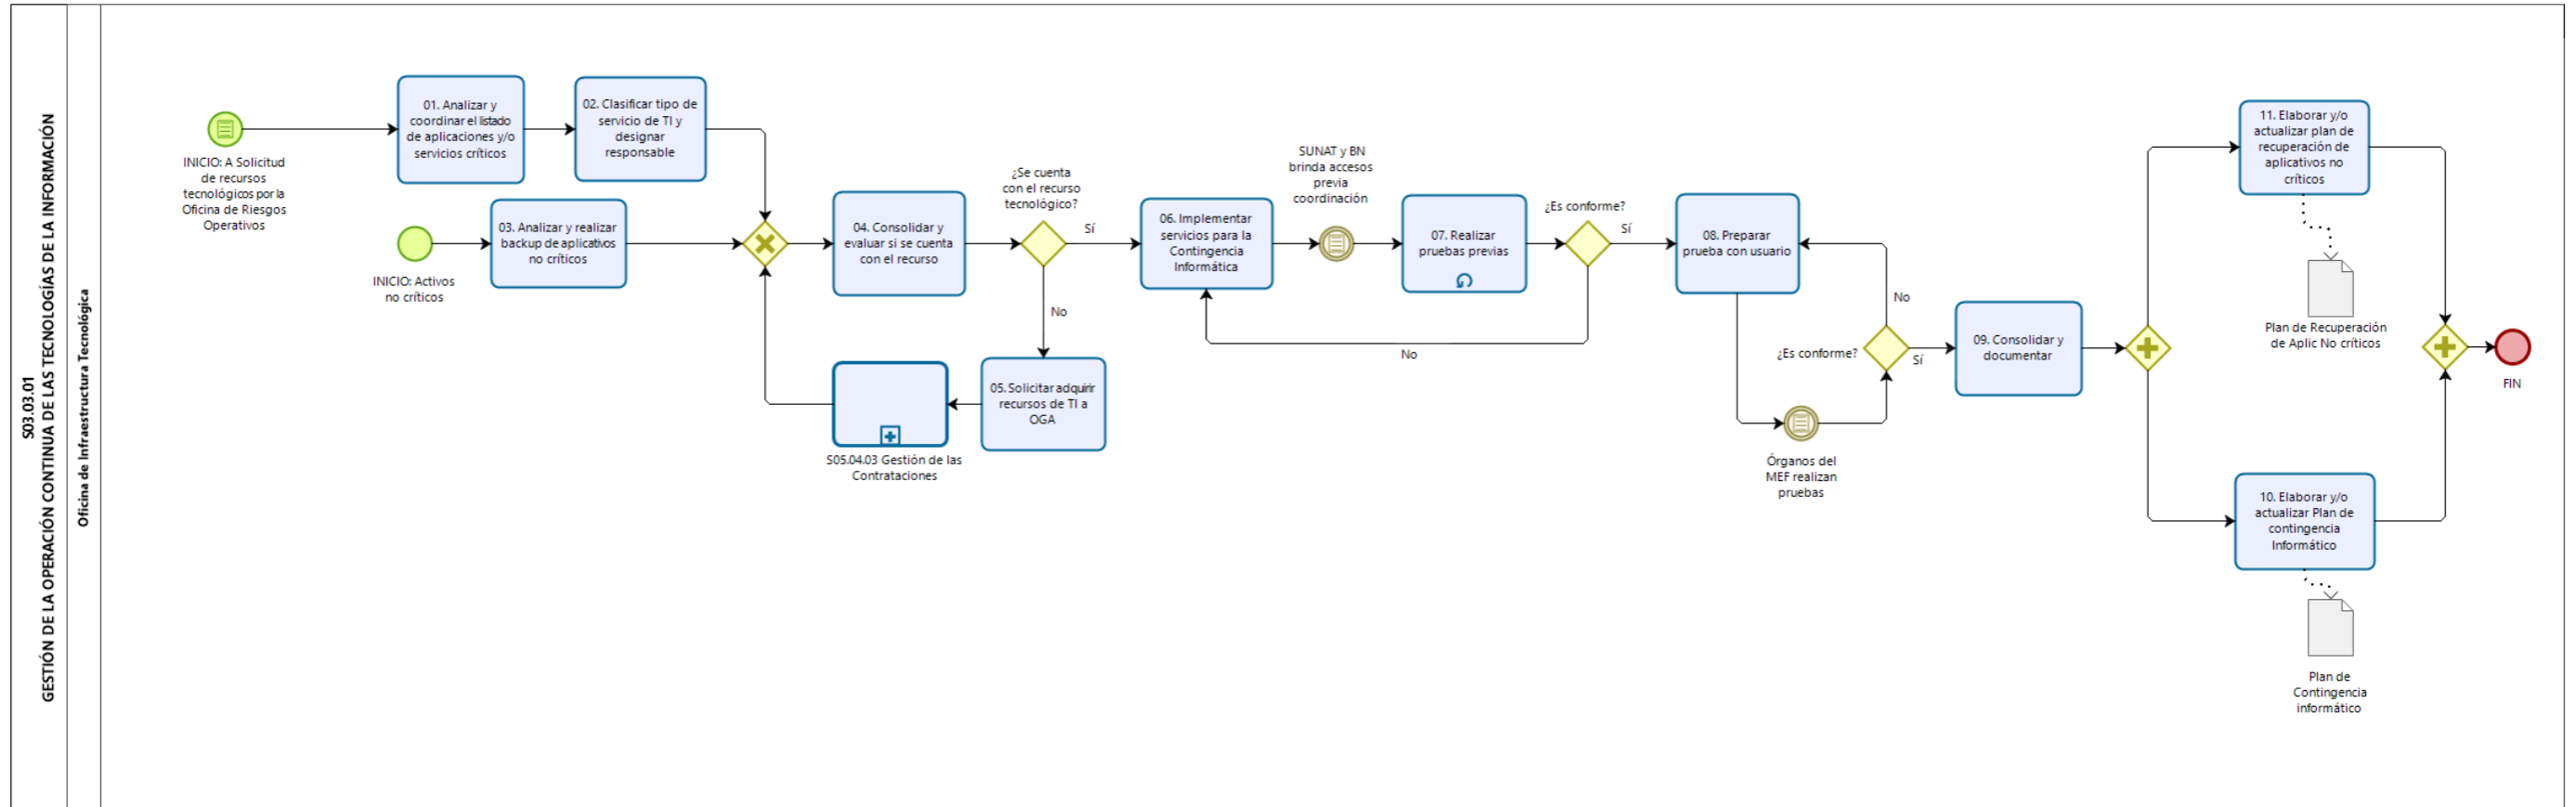 S03.03.01
GESTIÓN DE LA OPERACIÓN CONTINUA DE LAS TECNOLOGÍAS DE LA INFORMACIÓN
Oficina de Infraestructura Tecnológica
INICIO: A Solicitud
de recursos
tecnológicos por la
Oficina de Riesgos
Operativos
01. Analizar y
coordinar el listado
de aplicaciones y/o
servicios críticos
02. Clasificar tipo de
servicio de TI y
designar
responsable
INICIO: Activos
no críticos
03. Analizar y realizar
backup de aplicativos
no críticos
04. Consolidar y
evaluar si se cuenta
con el recurso
¿Se cuenta
con el recurso
tecnológico?
Sí
No
05. Solicitar adquirir
recursos de TI a
OGA
S05.04.03 Gestión de las
Contrataciones
06. Implementar
servicios para la
Contingencia
Informática
SUNAT y BN
brinda accesos
previa
coordinación
07. Realizar
pruebas previas
¿Es conforme?
Sí
No
08. Preparar
prueba con usuario
Órganos del
MEF realizan
pruebas
¿Es conforme?
No
Sí
09. Consolidar y
documentar
11. Elaborar y/o
actualizar plan de
recuperación de
aplicativos no
críticos
Plan de Recuperación
de Aplic No críticos
10. Elaborar y/o
actualizar Plan de
contingencia
Informático
Plan de
Contingencia
informático
FIN